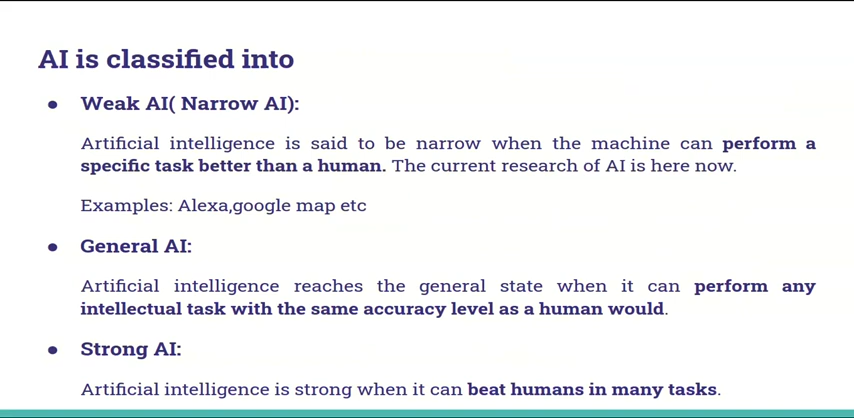 AI is classified into
● Weak AI( Narrow AI):
Artificial intelligence is said to be narrow when the machine can perform a
specific task better than a human. The current research of AI is here now.
Examples: Alexa,google map etc
● General AI:
Artificial intelligence reaches the general state when it can perform any
intellectual task with the same accuracy level as a human would.
● Strong AI:
Artificial intelligence is strong when it can beat humans in many tasks.